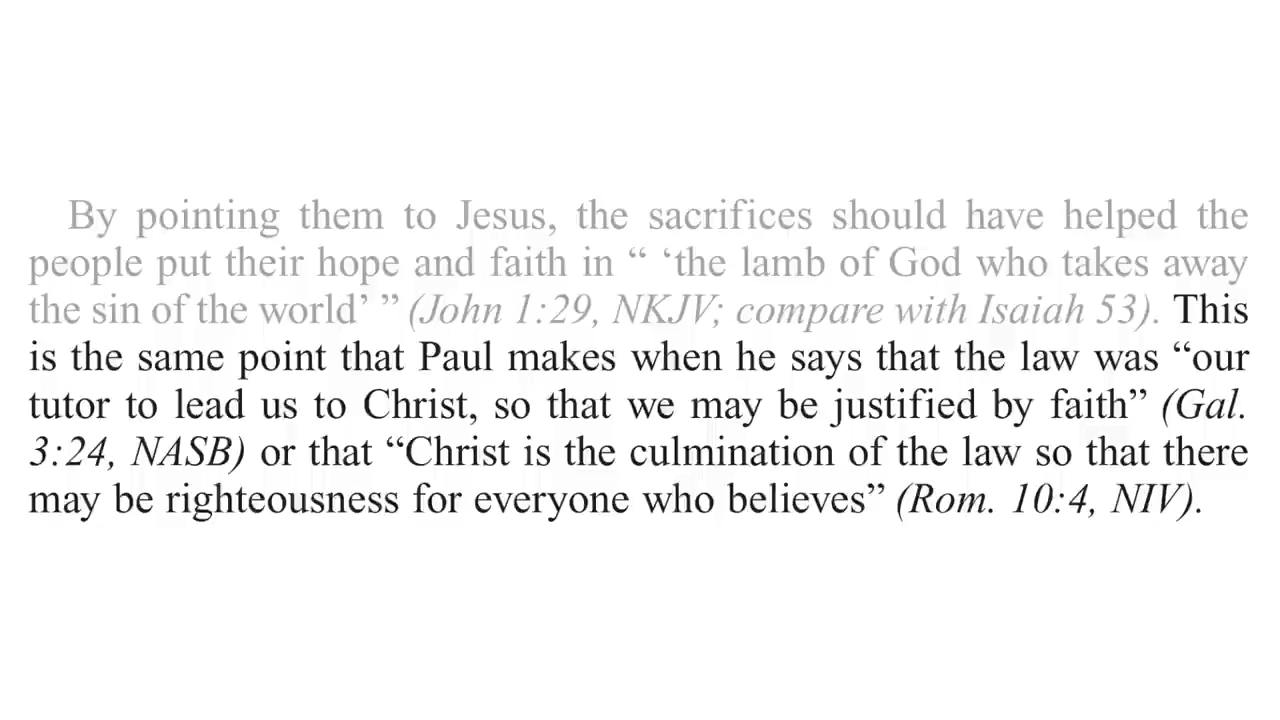 By pointing them to Jesus, the sacrifices should have helped the
people put their hope and faith in “ ‘the lamb of God who takes away
the sin of the world’ ” (John 1:29, NKJV; compare with Isaiah 53). This
is the same point that Paul makes when he says that the law was “our
tutor to lead us to Christ, so that we may be justified by faith” (Gal.
3:24, NASB) or that “Christ is the culmination of the law so that there
may be righteousness for everyone who believes” (Rom. 10:4, NIV).